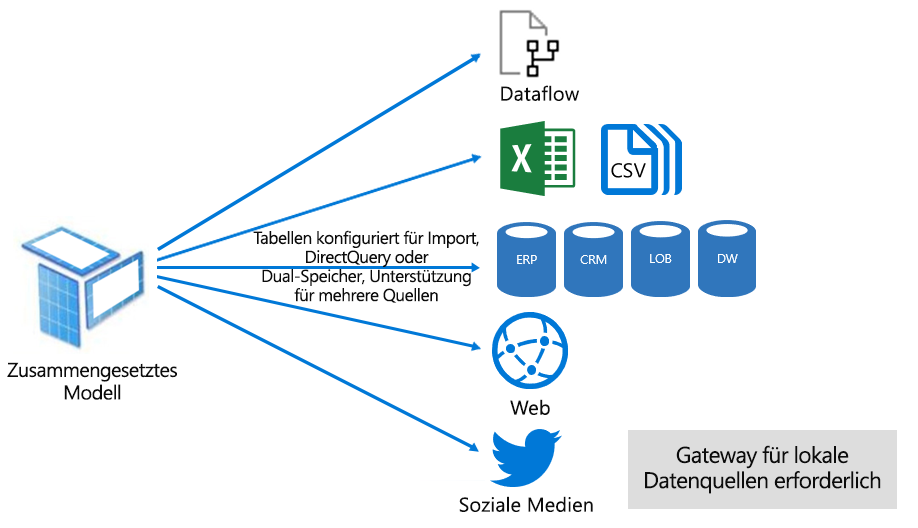 Dataflow
X
CSV
Tabellen konfiguriert für Import,
DirectQuery oder
Dual-Speicher, Unterstützung
für mehrere Quellen
ERP
CRM
LOB
DW
Zusammengesetztes
Modell
Web
Soziale Medien
Gateway für lokale
Datenquellen erforderlich